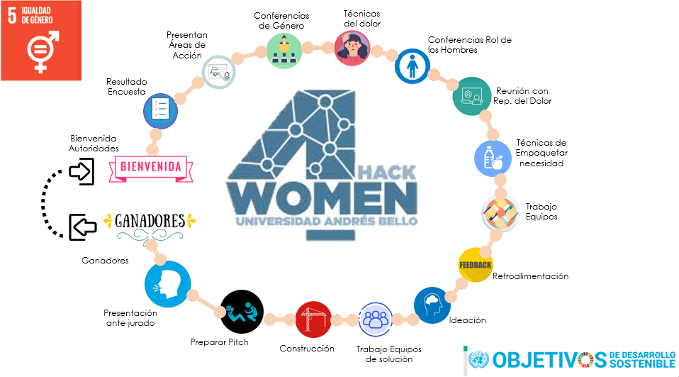 5 IGUALDAD
DE GÉNERO
Conferencias
de Género
Técnicas
del dolor
Presentan
Áreas de
Acción
Conferencias Rol de
los Hombres
Resultado
Encuesta
Reunión con
Rep. del Dolor
Bienvenida
Autoridades
BIENVENIDA
Técnicas de
Empaquetar
necesidad
4 HACK
WOMEN
UNIVERSIDAD ANDRÉS BELLO
GANADORES
Trabajo
Equipos
Ganadores
FEEDBACK
Retroalimentación
Presentación
ante jurado
Ideación
Preparar Pitch
Construcción
Trabajo Equipos
de solución
OBJETIVOS DE DESARROLLO
SOSTENIBLE